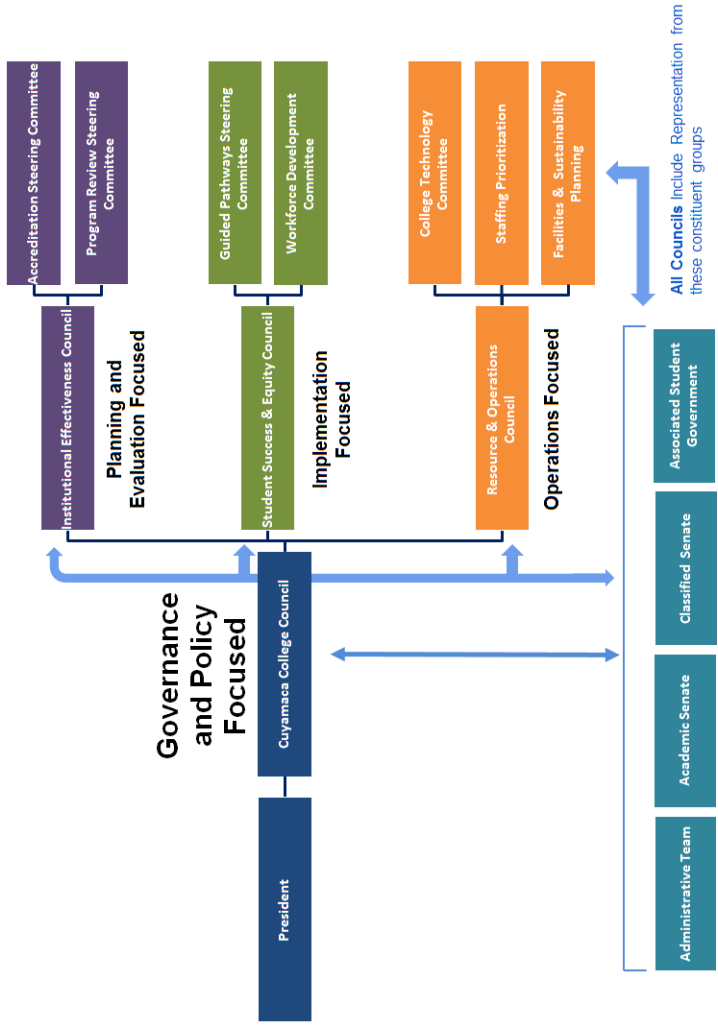 President
Cuyamaca College Council
Governance
and Policy
Focused
Institutional Effectiveness Council
Planning and
Evaluation Focused
Accreditation Steering Committee
Program Review Steering
Committee
Student Success & Equity Council
Implementation
Focused
Guided Pathways Steering
Committee
Workforce Development
Committee
Resource & Operations
Council
Operations Focused
College Technology
Committee
Staffing Prioritization
Facilities & Sustainability
Planning
Administrative Team
Academic Senate
Classified Senate
Associated Student
Government
All Councils Include Representation from
these constituent groups